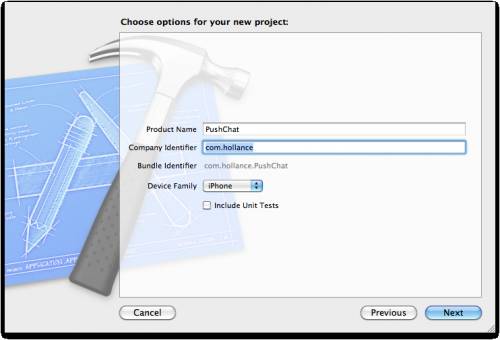 Choose options for your new project:
Product Name PushChat
Company Identifier com.hollance
Bundle Identifier com.hollance.PushChat
Device Family iPhone
Include Unit Tests
APPLICATION
Cancel Previous Next